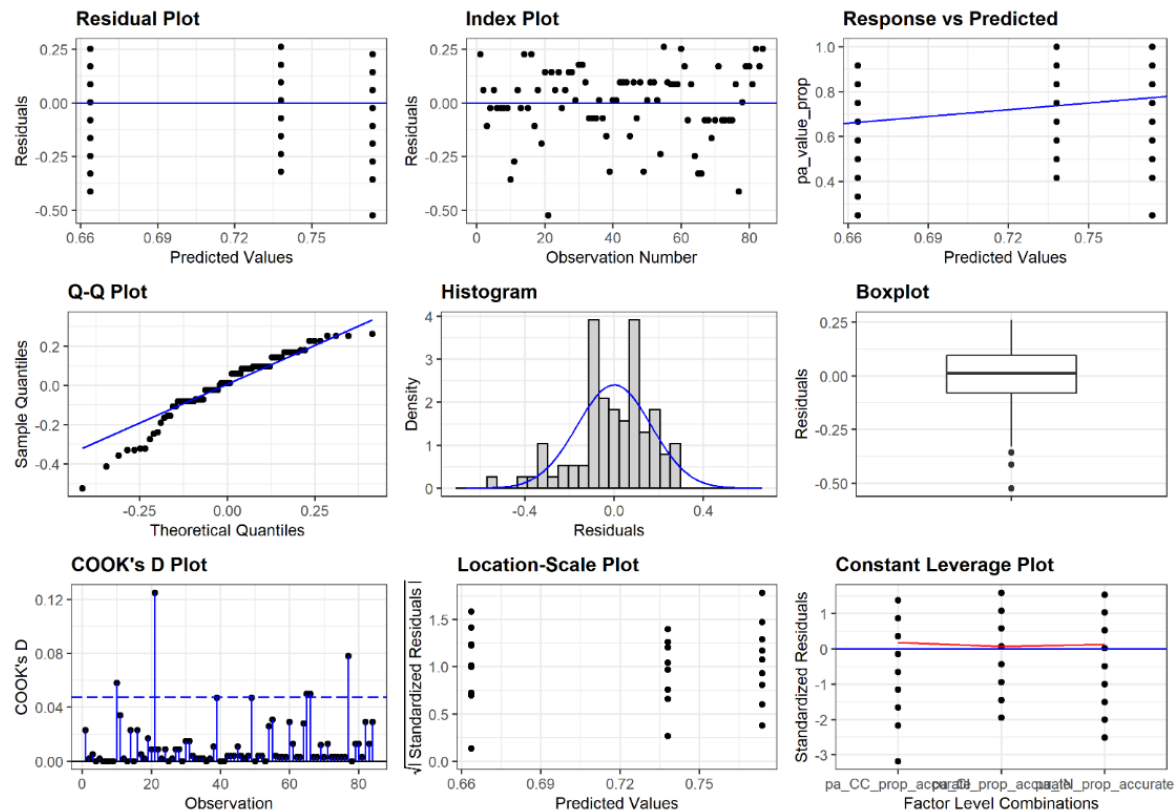 Residual Plot
Residuals
0.25
0.00
-0.25
-0.50
0.66
0.69
0.72
0.75
Predicted Values
Index Plot
Residuals
0.25
0.00
-0.25
-0.50
0
20
40
60
80
Observation Number
Response vs Predicted
pa_value_prop
1.0
0.8
0.6
0.4
0.66
0.69
0.72
0.75
Predicted Values
Q-Q Plot
Sample Quantiles
0.2
0.0
-0.2
-0.4
-0.25
0.00
0.25
Theoretical Quantiles
Histogram
Density
4
3
2
1
0
-0.4
0.0
0.4
Residuals
Boxplot
Residuals
0.25
0.00
-0.25
-0.50
COOK's D Plot
COOK's D
0.12
0.08
0.04
0.00
0
20
40
60
80
Observation
Location-Scale Plot
√| Standardized Residuals |
1.5
1.0
0.5
0.0
0.66
0.69
0.72
0.75
Predicted Values
Constant Leverage Plot
Standardized Residuals
1
0
-1
-2
-3
Factor Level Combinations